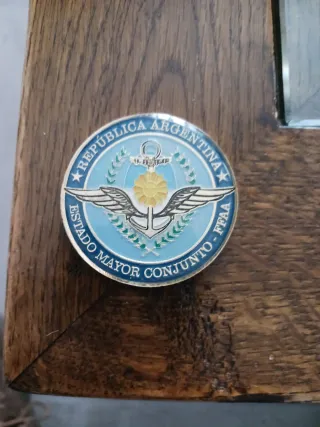 REPÚBLICA ARGENTINA
ESTADO MAYOR CONJUNTO - FFAA